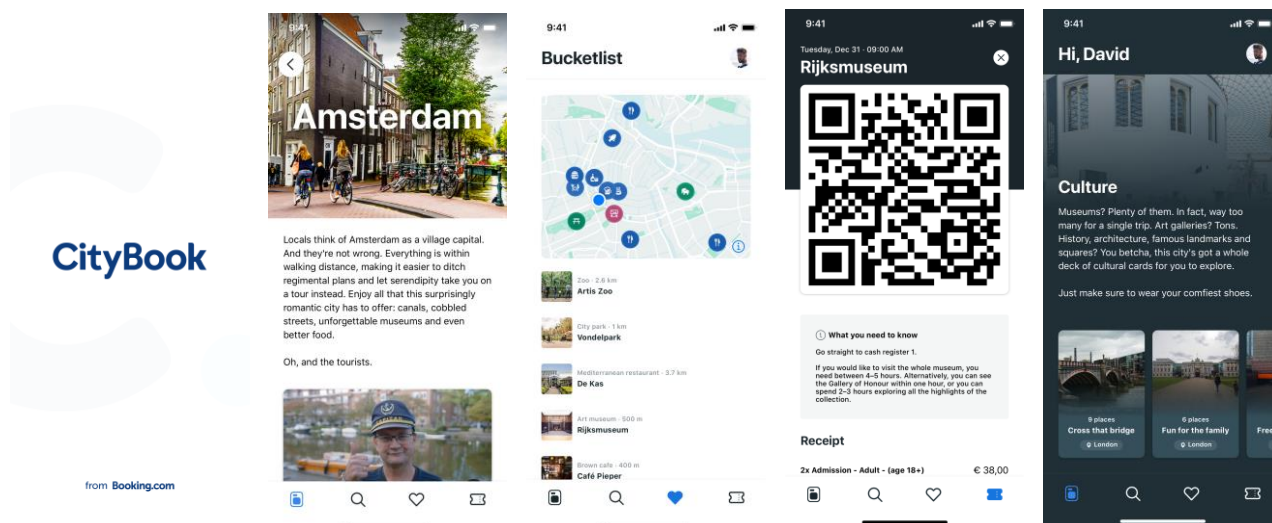 CityBook
from Booking.com
9:41
Amsterdam
Locals think of Amsterdam as a village capital.
And they're not wrong. Everything is within
walking distance, making it easier to ditch
regimental plans and let serendipity take you on
a tour instead. Enjoy all that this surprisingly
romantic city has to offer: canals, cobbled
streets, unforgettable museums and even
better food.
Oh, and the tourists.
9:41
Bucketlist
Zoo · 2.6 km
Artis Zoo
City park · 1 km
Vondelpark
Mediterranean restaurant · 3.7 km
De Kas
Art museum · 500 m
Rijksmuseum
Brown cafe · 400 m
Café Pieper
9:41
Tuesday, Dec 31 · 09:00 AM
Rijksmuseum
What you need to know
Go straight to cash register 1.
If you would like to visit the whole museum, you
need between 4–5 hours. Alternatively, you can see
the Gallery of Honour within one hour, or you can
spend 2–3 hours exploring all the highlights of the
collection.
Receipt
2x Admission - Adult - (age 18+) € 38,00
9:41
Hi, David
Culture
Museums? Plenty of them. In fact, way too
many for a single trip. Art galleries? Tons.
History, architecture, famous landmarks and
squares? You betcha, this city's got a whole
deck of cultural cards for you to explore.
Just make sure to wear your comfiest shoes.
9 places
Cross that bridge
London
6 places
Fun for the family
London
Free